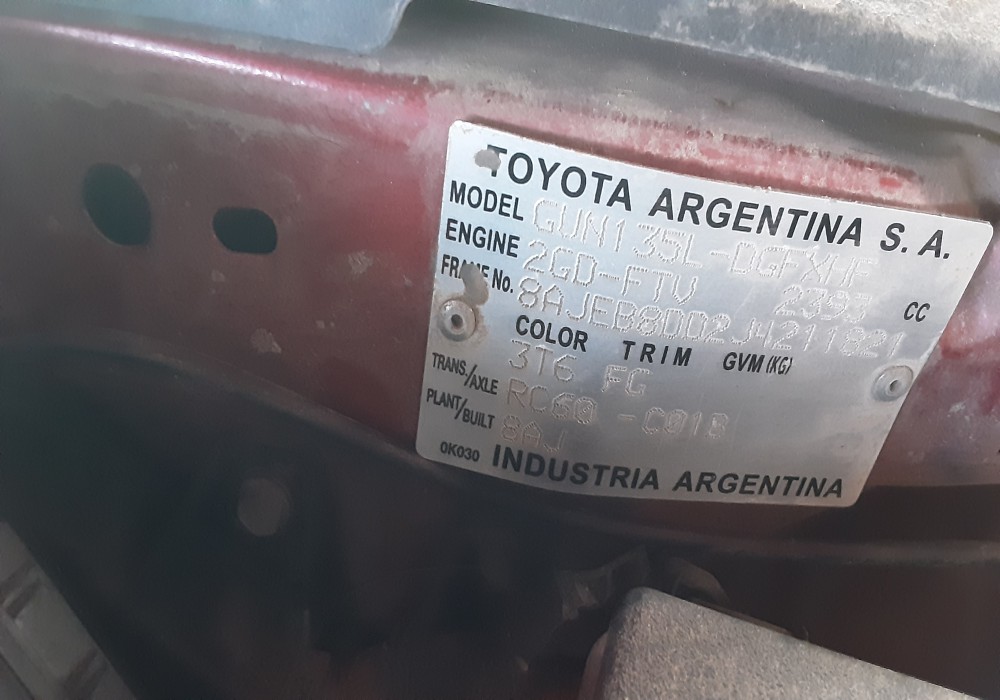 TOYOTA ARGENTINA S. A.
MODEL GUN135L-DGFXHF
ENGINE 2GD-FTV / 2393 CC
FRAME No. 8AJEB8DD2J4211821
COLOR TRIM GVM (KG)
3T6 FG
TRANS./AXLE RC60 -C01B
PLANT/BUILT 8AJ
0K030 INDUSTRIA ARGENTINA